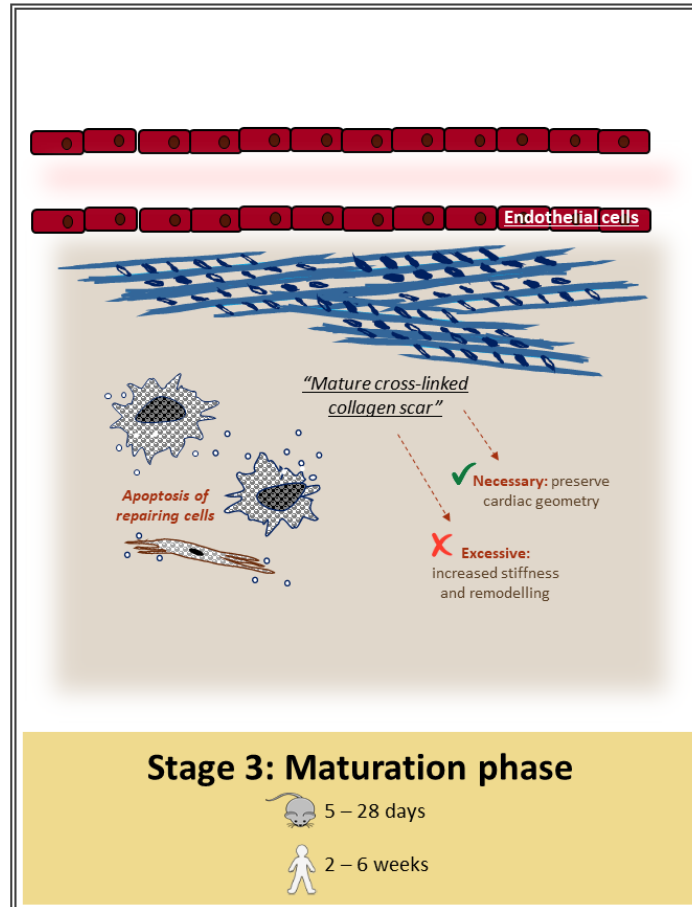 Endothelial cells
“Mature cross-linked
collagen scar”
Necessary: preserve
cardiac geometry
Apoptosis of
repairing cells
Excessive:
increased stiffness
and remodelling
Stage 3: Maturation phase
5 – 28 days
2 – 6 weeks